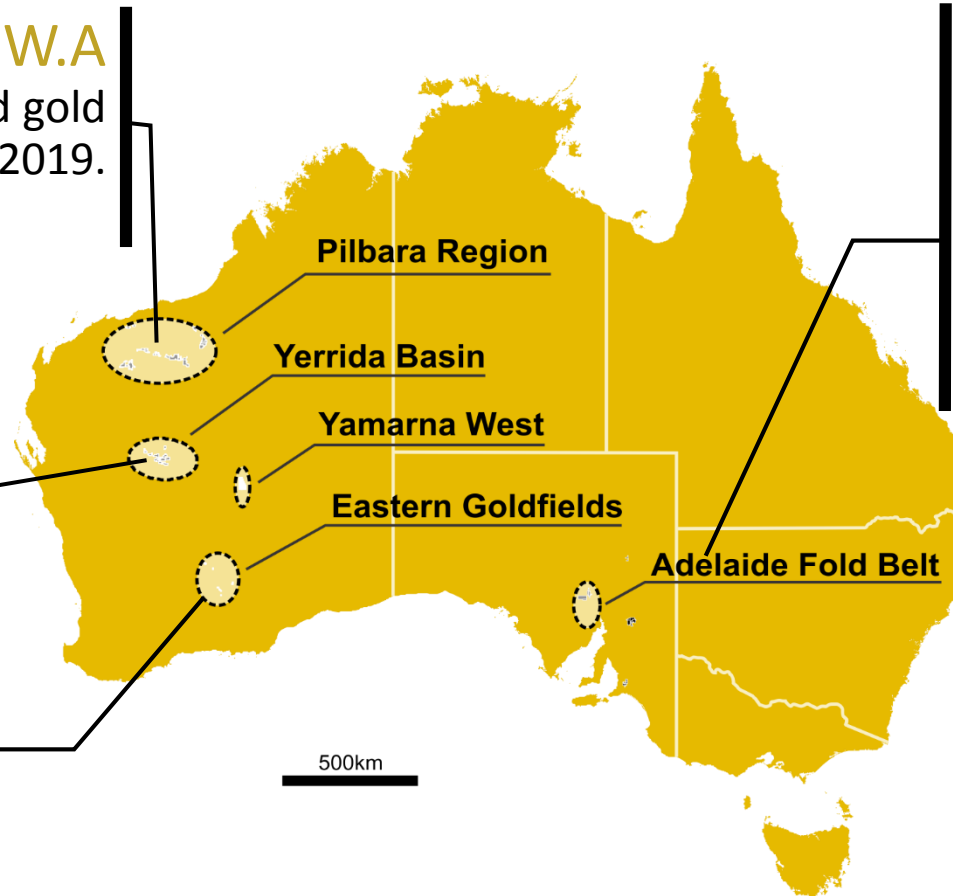 W.A
d gold
2019.
Pilbara Region
Yerrida Basin
Yamarna West
Eastern Goldfields
Adelaide Fold Belt
500km